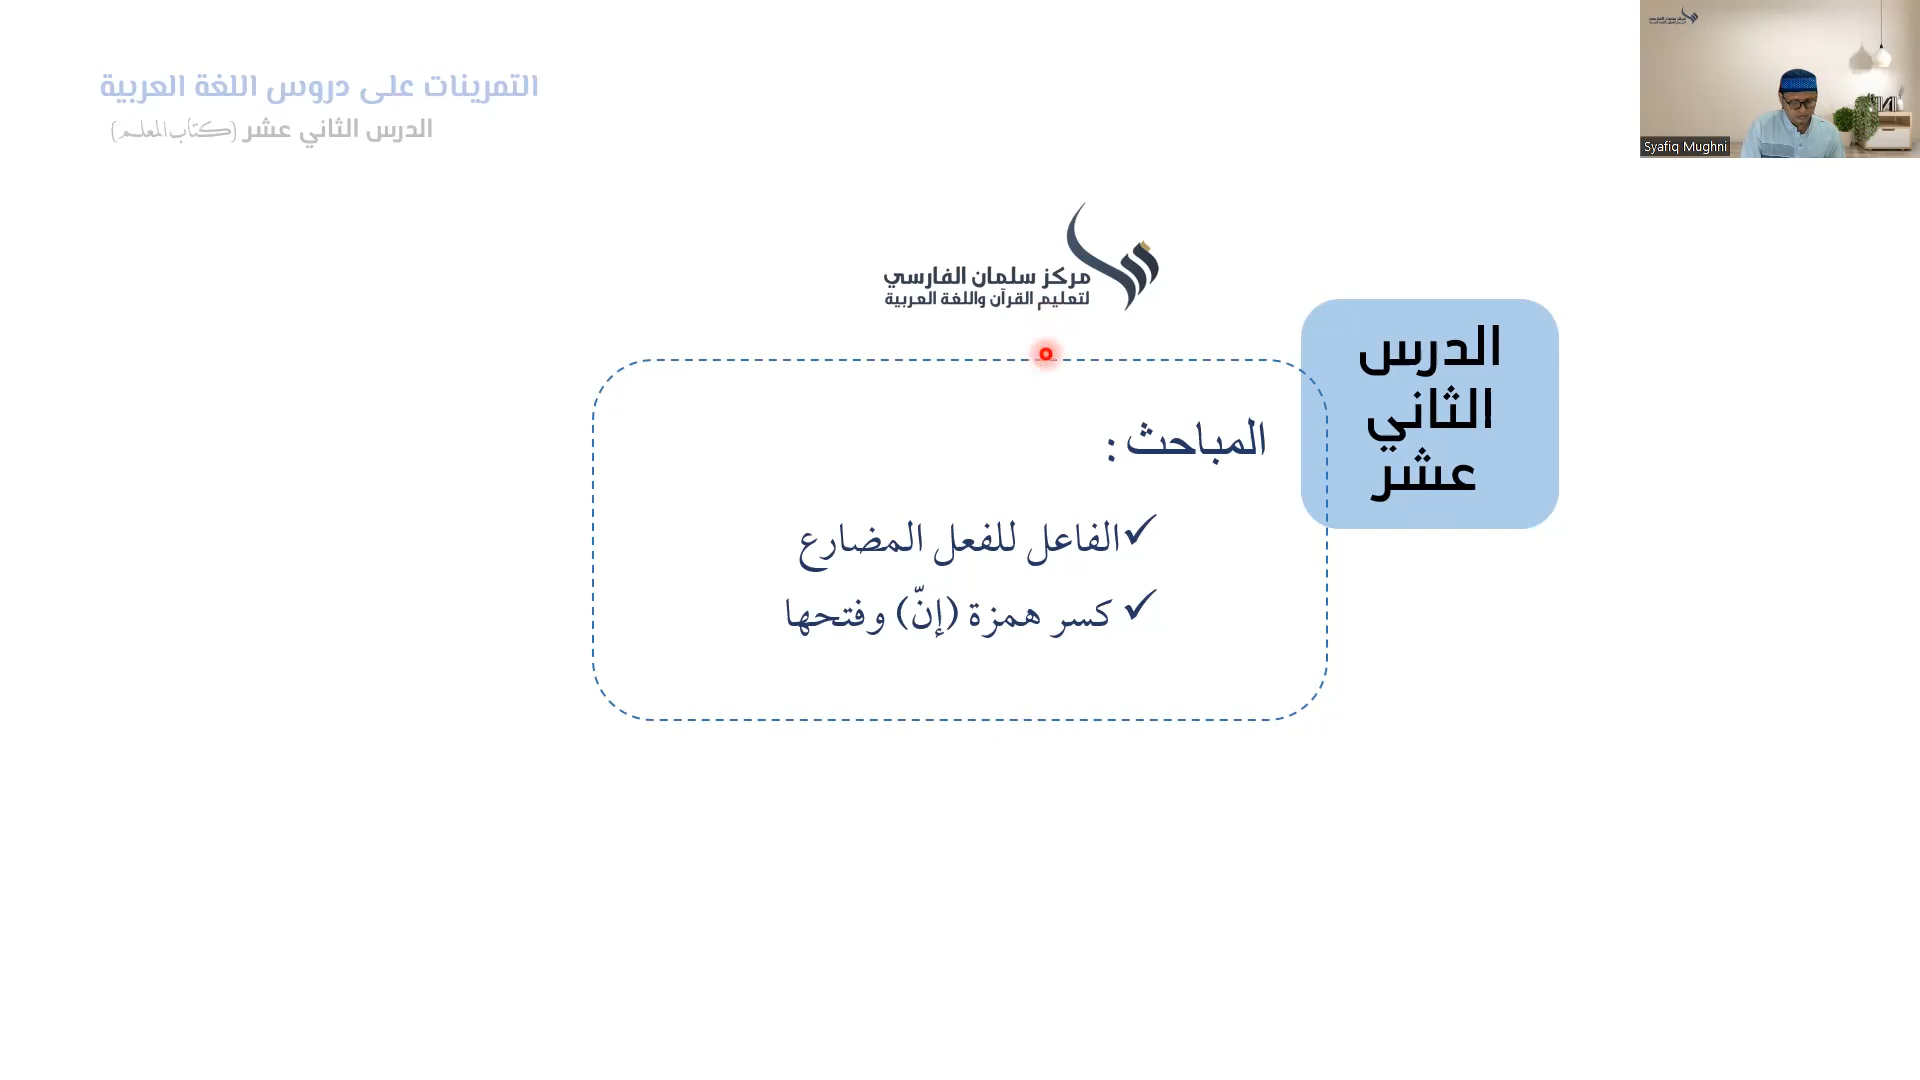 التمرينات على دروس اللغة العربية
الدرس الثاني عشر (كتاب المعلم)
Syafiq Mughni
مركز سلمان الفارسي
لتعليم القرآن واللغة العربية
الدرس
الثاني
عشر
المباحث :
الفاعل للفعل المضارع
كسر همزة (إنّ) وفتحها